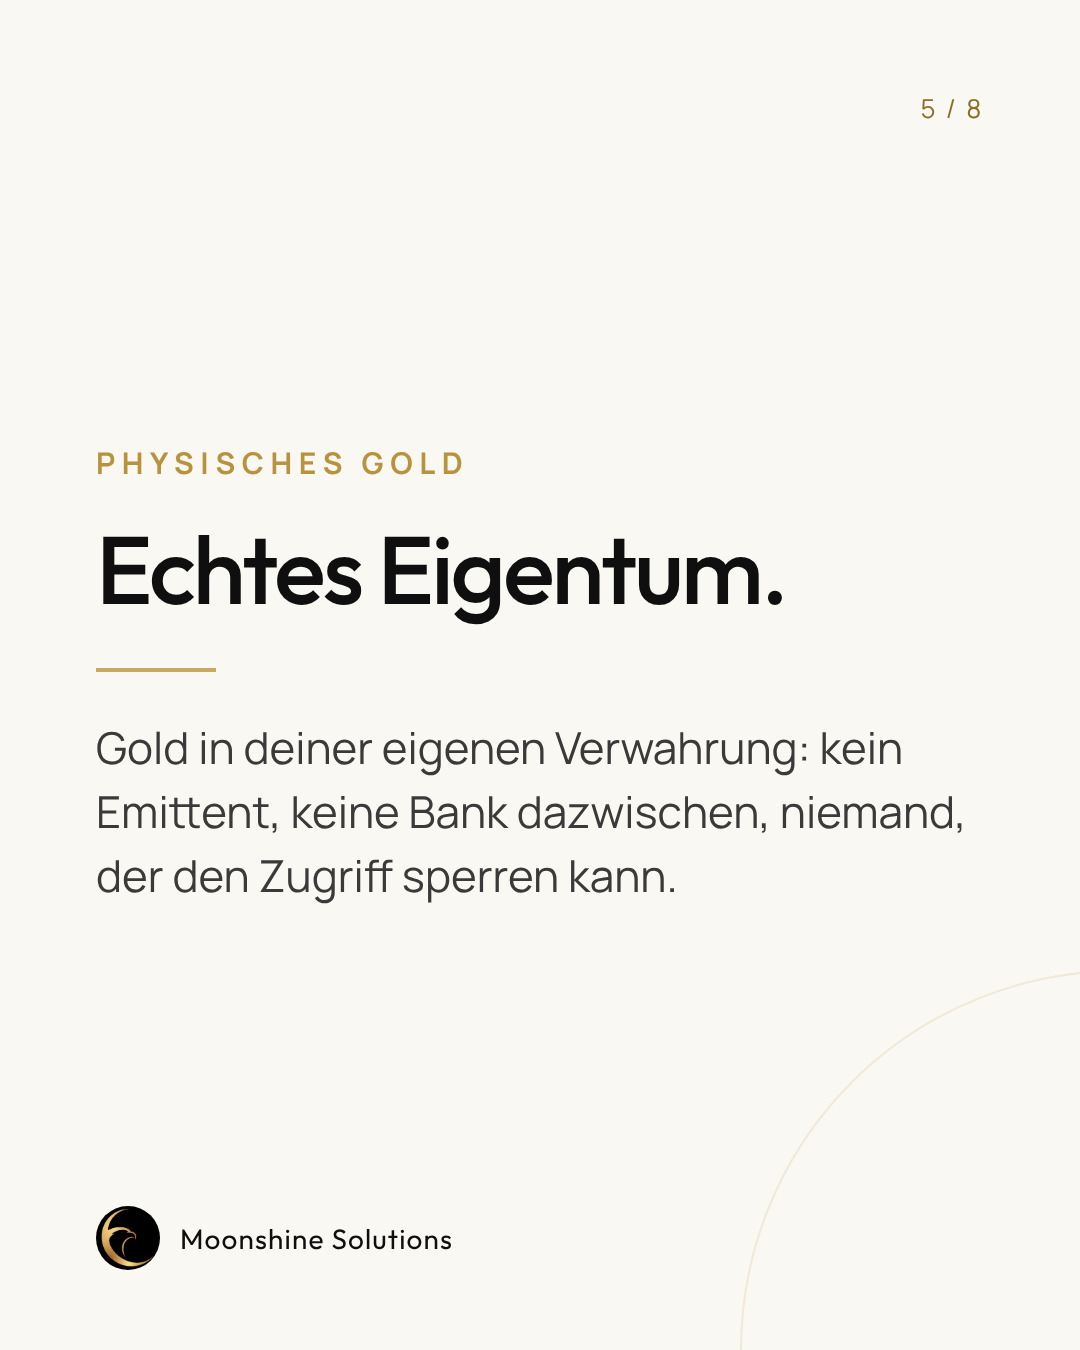 5 / 8
PHYSISCHES GOLD
Echtes Eigentum.
Gold in deiner eigenen Verwahrung: kein
Emittent, keine Bank dazwischen, niemand,
der den Zugriff sperren kann.
Moonshine Solutions